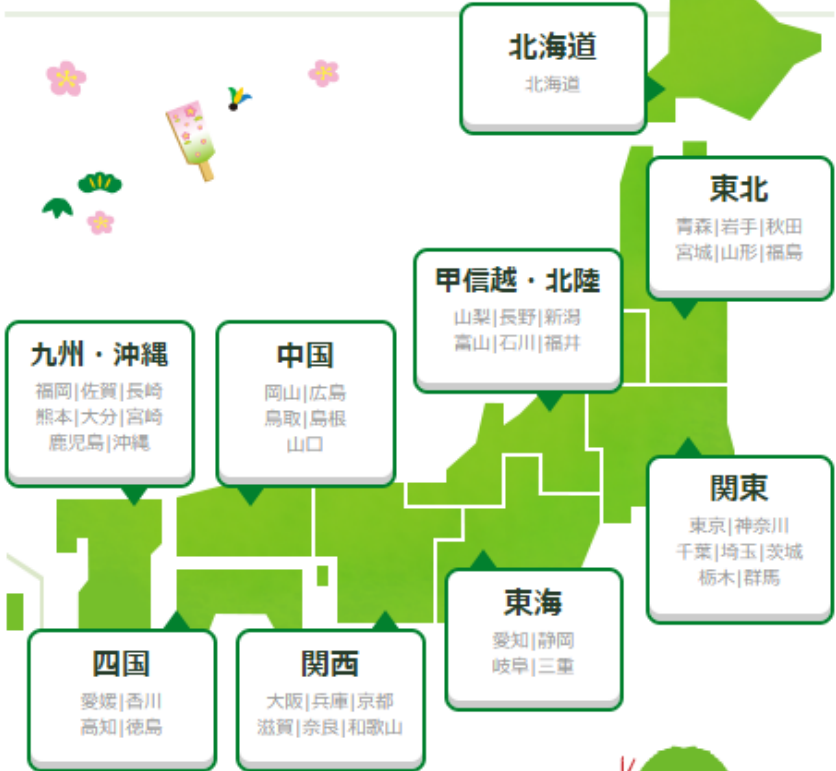 北海道
北海道
東北
青森|岩手|秋田
宮城|山形|福島
甲信越・北陸
山梨|長野|新潟
富山|石川|福井
九州・沖縄
福岡|佐賀|長崎
熊本|大分|宮崎
鹿児島|沖縄
中国
岡山|広島
鳥取|島根
山口
関東
東京|神奈川
千葉|埼玉|茨城
栃木|群馬
東海
愛知|静岡
岐阜|三重
四国
愛媛|香川
高知|徳島
関西
大阪|兵庫|京都
滋賀|奈良|和歌山